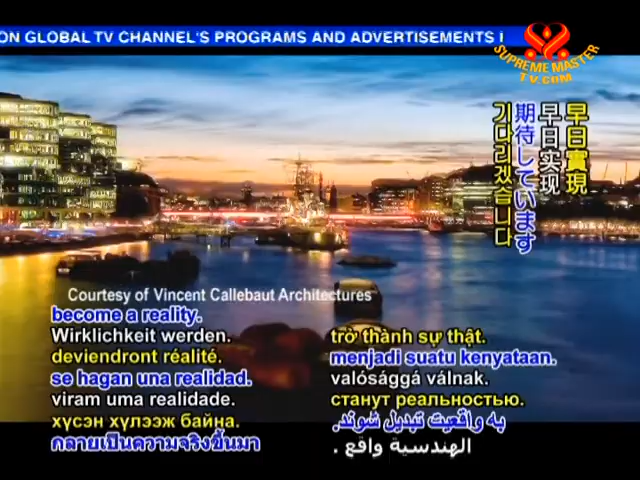 ON GLOBAL TV CHANNEL'S PROGRAMS AND ADVERTISEMENTS
SUPREME MASTER
TV.COM
早日實現
早日实现
期待しています
기다리겠습니다
Courtesy of Vincent Callebaut Architectures
become a reality.
Wirklichkeit werden.
deviendront réalité.
se hagan una realidad.
viram uma realidade.
хүсэн хүлээж байна.
กลายเป็นความจริงขึ้นมา
trở thành sự thật.
menjadi suatu kenyataan.
valósággá válnak.
станут реальностью.
به واقعیت تبدیل شوند.
الهندسية واقع .